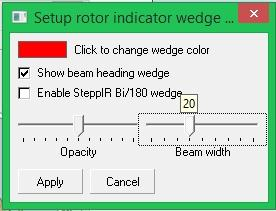 Setup rotor indicator wedge ...
Click to change wedge color
Show beam heading wedge
Enable SteppIR Bi/180 wedge
20
Opacity
Beam width
Apply
Cancel